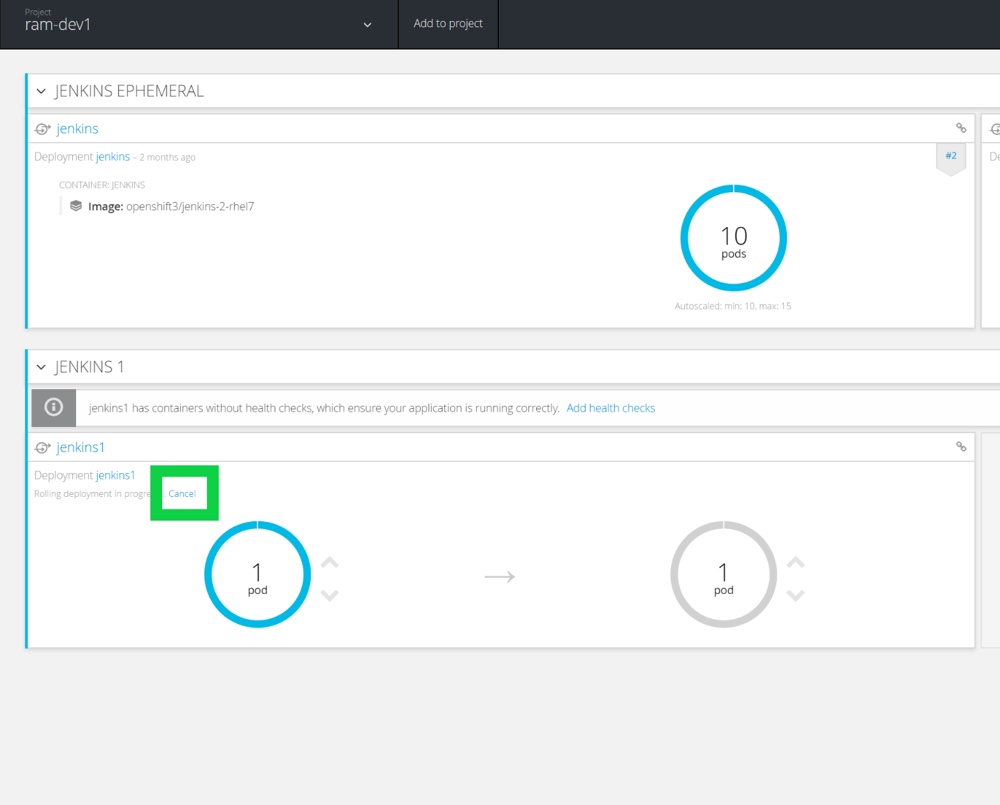 Project
ram-dev1
Add to project
JENKINS EPHEMERAL
jenkins
Deployment jenkins – 2 months ago
#2
CONTAINER: JENKINS
Image: openshift3/jenkins-2-rhel7
10
pods
Autoscaled: min: 10, max: 15
JENKINS 1
jenkins1 has containers without health checks, which ensure your application is running correctly. Add health checks
jenkins1
Deployment jenkins1
Rolling deployment in Cancel
1
pod
1
pod